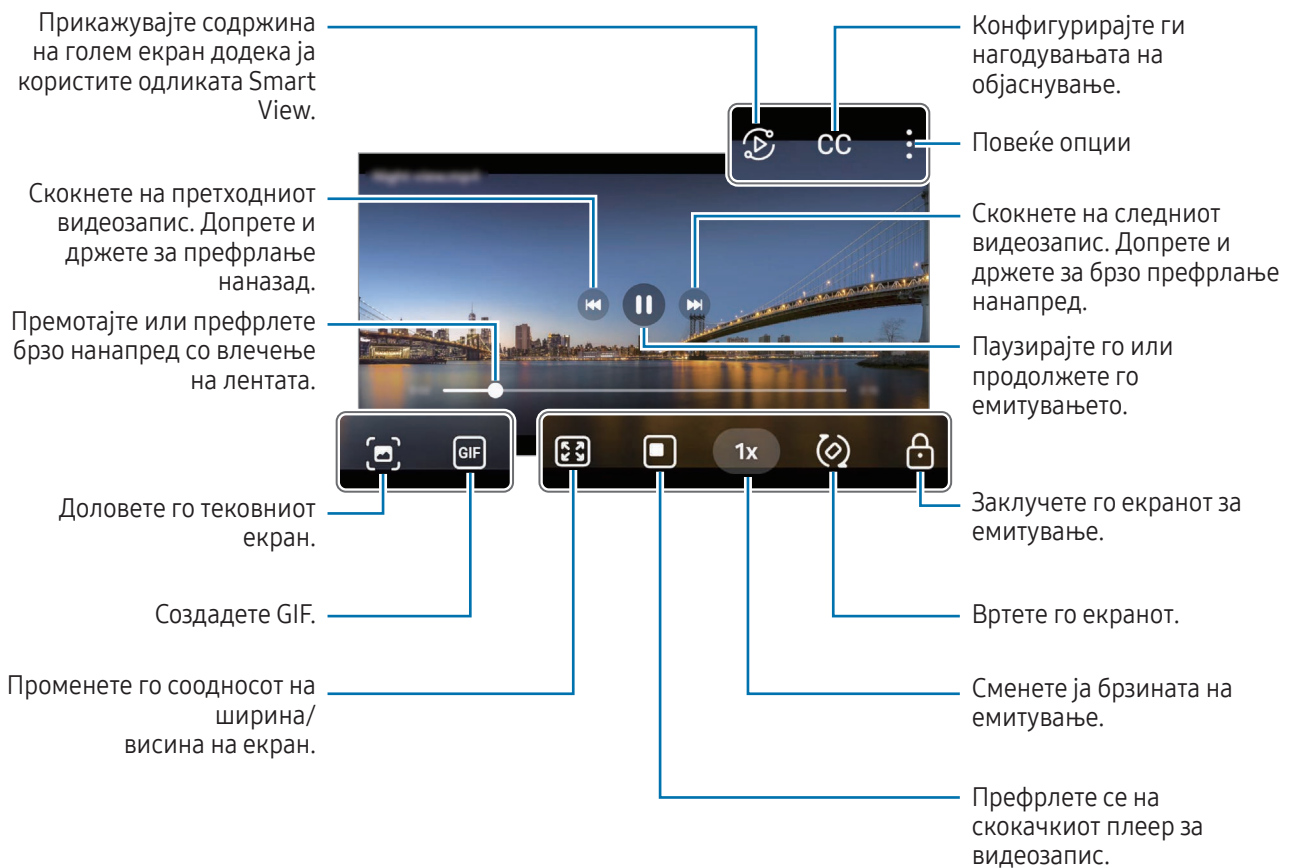 Прикажувајте содржина
на голем екран додека ја
користите одликата Smart
View.
Конфигурирајте ги
нагодувањата на
објаснување.
CC
Повеќе опции
Скокнете на претходниот
видеозапис. Допрете и
држете за префрлање
наназад.
Скокнете на следниот
видеозапис. Допрете и
држете за брзо префрлање
нанапред.
Премотајте или префрлете
брзо нанапред со влечење
на лентата.
Паузирајте го или
продолжете го
емитувањето.
GIF
1x
Доловете го тековниот
екран.
Заклучете го екранот за
емитување.
Создадете GIF.
Вртете го екранот.
Променете го соодносот на
ширина/
висина на екран.
Сменете ја брзината на
емитување.
Префрлете се на
скокачкиот плеер за
видеозапис.